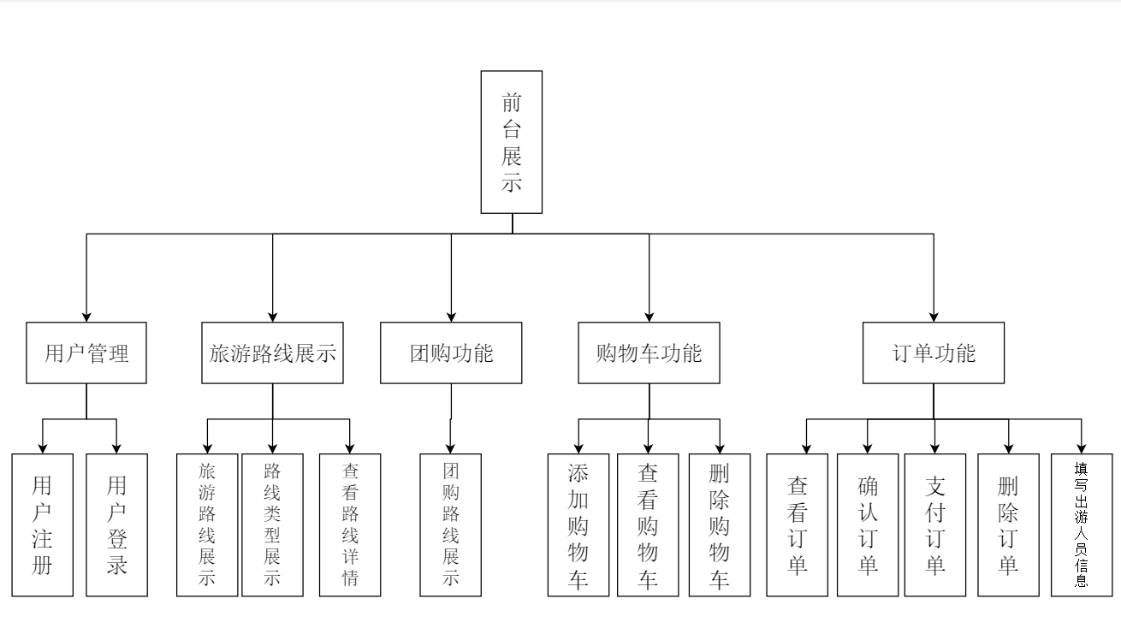 前台展示
用户管理
旅游路线展示
团购功能
购物车功能
订单功能
用户注册
用户登录
旅游路线展示
路线类型展示
查看路线详情
团购路线展示
添加购物车
查看购物车
删除购物车
查看订单
确认订单
支付订单
删除订单
填写出游人员信息